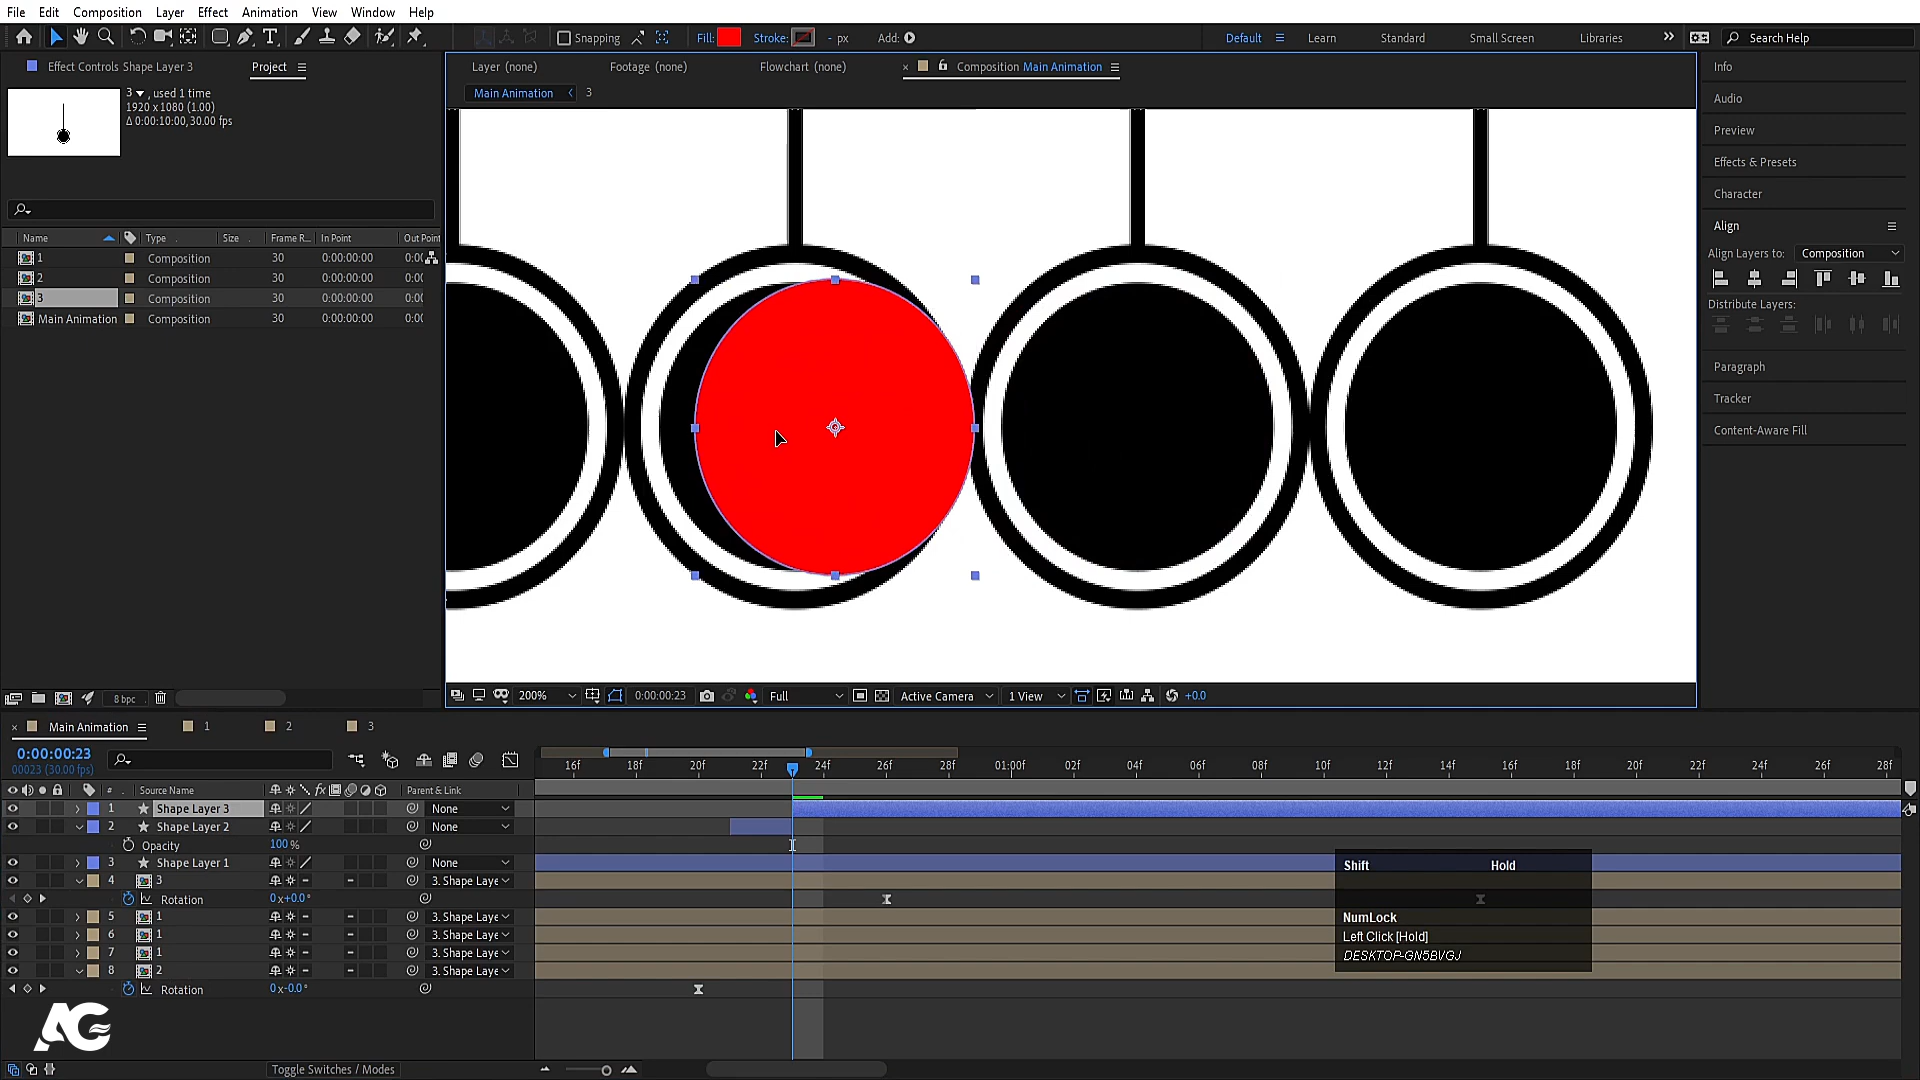 File Edit Composition Layer Effect Animation View Window Help
Snapping Fill: Stroke: - px Add: Default Learn Standard Small Screen Libraries Search Help
Effect Controls Shape Layer 3 Project
3 , used 1 time
1920 x 1080 (1.00)
Δ 0:00:10:00, 30.00 fps
Layer (none) Footage (none) Flowchart (none) Composition Main Animation
Main Animation 3
Name Type Size Frame R... In Point Out Point
1 Composition 30 0:00:00:00 0:00
2 Composition 30 0:00:00:00 0:00
3 Composition 30 0:00:00:00 0:00
Main Animation Composition 30 0:00:00:00 0:00
8 bpc
200% 0:00:00:23 Full Active Camera 1 View +0.0
Info
Audio
Preview
Effects & Presets
Character
Align
Align Layers to: Composition
Distribute Layers:
Paragraph
Tracker
Content-Aware Fill
Main Animation 1 2 3
0:00:00:23
00023 (30.00 fps)
16f 18f 20f 22f 24f 26f 28f 01:00f 02f 04f 06f 08f 10f 12f 14f 16f 18f 20f 22f 24f 26f 28f
# Source Name fx Parent & Link
1 Shape Layer 3 None
2 Shape Layer 2 None
Opacity 100 %
3 Shape Layer 1 None
4 3 3. Shape Laye
Rotation 0x+0.0°
5 1 3. Shape Laye
6 1 3. Shape Laye
7 1 3. Shape Laye
8 2 3. Shape Laye
Rotation 0x-0.0°
Shift Hold
NumLock
Left Click [Hold]
DESKTOP-GN5BVGJ
AG
Toggle Switches / Modes